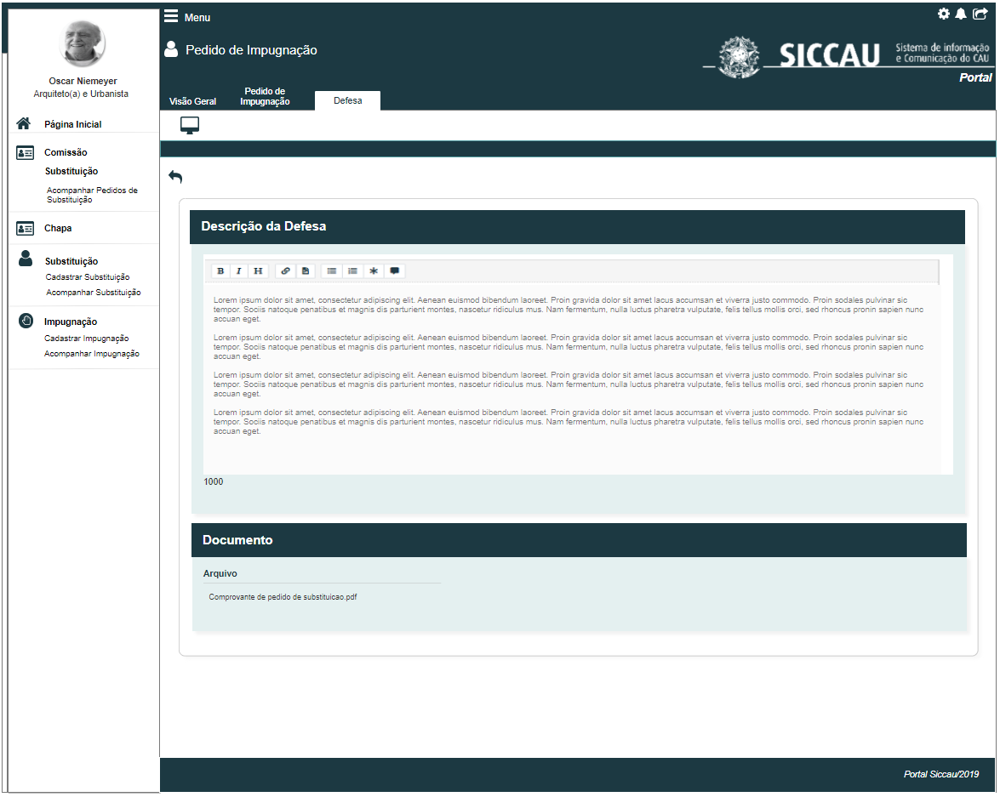 Menu
Pedido de Impugnação
SICCAU
Sistema de informação
e Comunicação do CAU
Portal
Visão Geral
Pedido de
Impugnação
Defesa
Oscar Niemeyer
Arquiteto(a) e Urbanista
Página Inicial
Comissão
Substituição
Acompanhar Pedidos de
Substituição
Chapa
Substituição
Cadastrar Substituição
Acompanhar Substituição
Impugnação
Cadastrar Impugnação
Acompanhar Impugnação
Descrição da Defesa
B I H
Lorem ipsum dolor sit amet, consectetur adipiscing elit. Aenean euismod bibendum laoreet. Proin gravida dolor sit amet lacus accumsan et viverra justo commodo. Proin sodales pulvinar sic
tempor. Sociis natoque penatibus et magnis dis parturient montes, nascetur ridiculus mus. Nam fermentum, nulla luctus pharetra vulputate, felis tellus mollis orci, sed rhoncus pronin sapien nunc
accuan eget.
Lorem ipsum dolor sit amet, consectetur adipiscing elit. Aenean euismod bibendum laoreet. Proin gravida dolor sit amet lacus accumsan et viverra justo commodo. Proin sodales pulvinar sic
tempor. Sociis natoque penatibus et magnis dis parturient montes, nascetur ridiculus mus. Nam fermentum, nulla luctus pharetra vulputate, felis tellus mollis orci, sed rhoncus pronin sapien nunc
accuan eget.
Lorem ipsum dolor sit amet, consectetur adipiscing elit. Aenean euismod bibendum laoreet. Proin gravida dolor sit amet lacus accumsan et viverra justo commodo. Proin sodales pulvinar sic
tempor. Sociis natoque penatibus et magnis dis parturient montes, nascetur ridiculus mus. Nam fermentum, nulla luctus pharetra vulputate, felis tellus mollis orci, sed rhoncus pronin sapien nunc
accuan eget.
Lorem ipsum dolor sit amet, consectetur adipiscing elit. Aenean euismod bibendum laoreet. Proin gravida dolor sit amet lacus accumsan et viverra justo commodo. Proin sodales pulvinar sic
tempor. Sociis natoque penatibus et magnis dis parturient montes, nascetur ridiculus mus. Nam fermentum, nulla luctus pharetra vulputate, felis tellus mollis orci, sed rhoncus pronin sapien nunc
accuan eget.
1000
Documento
Arquivo
Comprovante de pedido de substituicao.pdf
Portal Siccau/2019